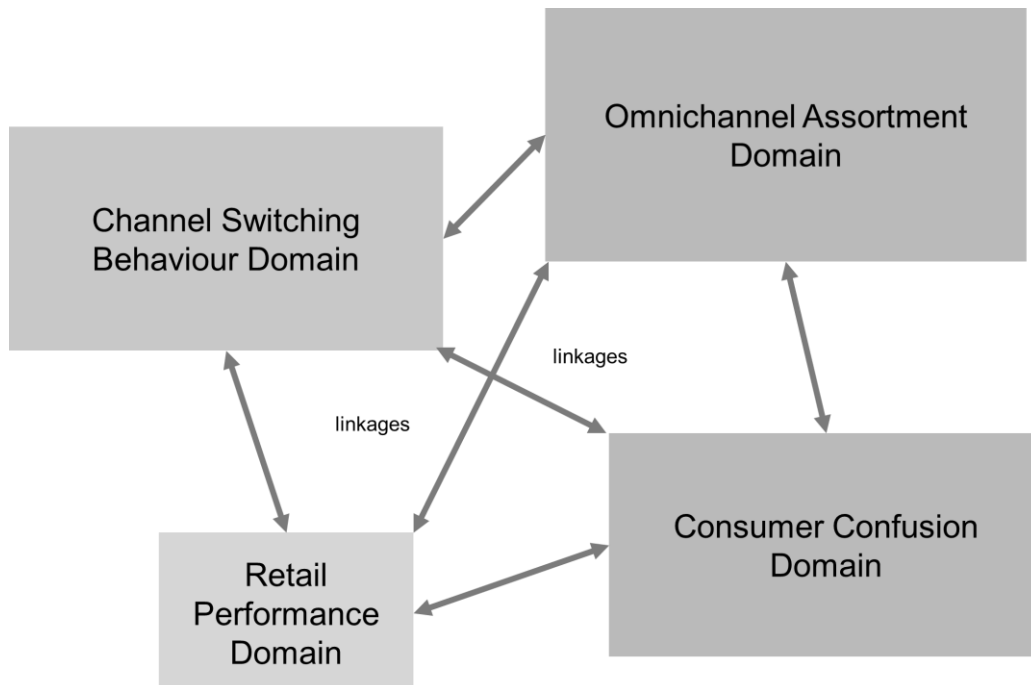 Omnichannel Assortment
Domain
Channel Switching
Behaviour Domain
linkages
linkages
Consumer Confusion
Domain
Retail
Performance
Domain